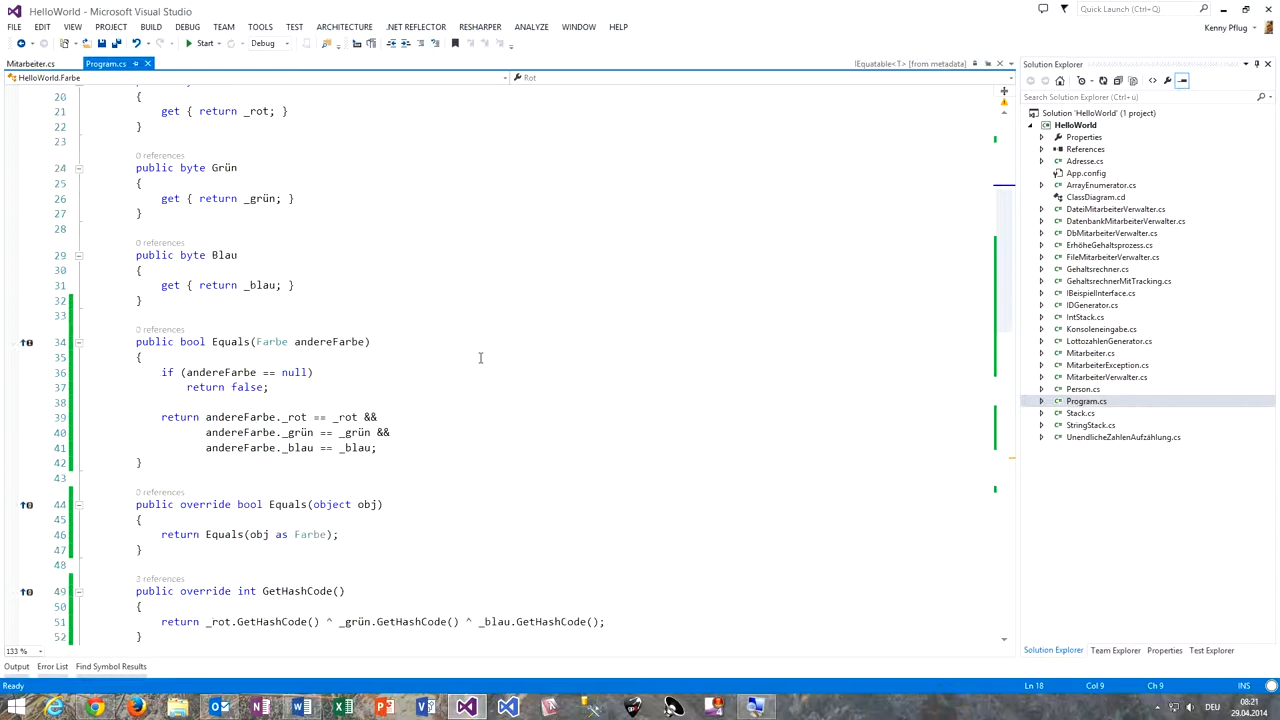 HelloWorld - Microsoft Visual Studio
Quick Launch (Ctrl+Q)
FILE EDIT VIEW PROJECT BUILD DEBUG TEAM TOOLS TEST ARCHITECTURE .NET REFLECTOR RESHARPER ANALYZE WINDOW HELP
Kenny Pflug
Start Debug
Mitarbeiter.cs Program.cs IEquatable<T> [from metadata]
HelloWorld.Farbe Rot
20 {
21 get { return _rot; }
22 }
23
0 references
24 public byte Grün
25 {
26 get { return _grün; }
27 }
28
0 references
29 public byte Blau
30 {
31 get { return _blau; }
32 }
33
0 references
34 public bool Equals(Farbe andereFarbe)
35 {
36 if (andereFarbe == null)
37 return false;
38
39 return andereFarbe._rot == _rot &&
40 andereFarbe._grün == _grün &&
41 andereFarbe._blau == _blau;
42 }
43
0 references
44 public override bool Equals(object obj)
45 {
46 return Equals(obj as Farbe);
47 }
48
3 references
49 public override int GetHashCode()
50 {
51 return _rot.GetHashCode() ^ _grün.GetHashCode() ^ _blau.GetHashCode();
52 }
133 %
Output Error List Find Symbol Results
Solution Explorer
Search Solution Explorer (Ctrl+ü)
Solution 'HelloWorld' (1 project)
HelloWorld
Properties
References
Adresse.cs
App.config
ArrayEnumerator.cs
ClassDiagram.cd
DateiMitarbeiterVerwalter.cs
DatenbankMitarbeiterVerwalter.cs
DbMitarbeiterVerwalter.cs
ErhöheGehaltsprozess.cs
FileMitarbeiterVerwalter.cs
Gehaltsrechner.cs
GehaltsrechnerMitTracking.cs
IBeispielInterface.cs
IDGenerator.cs
IntStack.cs
Konsoleneingabe.cs
LottozahlenGenerator.cs
Mitarbeiter.cs
MitarbeiterException.cs
MitarbeiterVerwalter.cs
Person.cs
Program.cs
Stack.cs
StringStack.cs
UnendlicheZahlenAufzählung.cs
Solution Explorer Team Explorer Properties Test Explorer
Ready Ln 18 Col 9 Ch 9 INS
DEU 08:21
29.04.2014